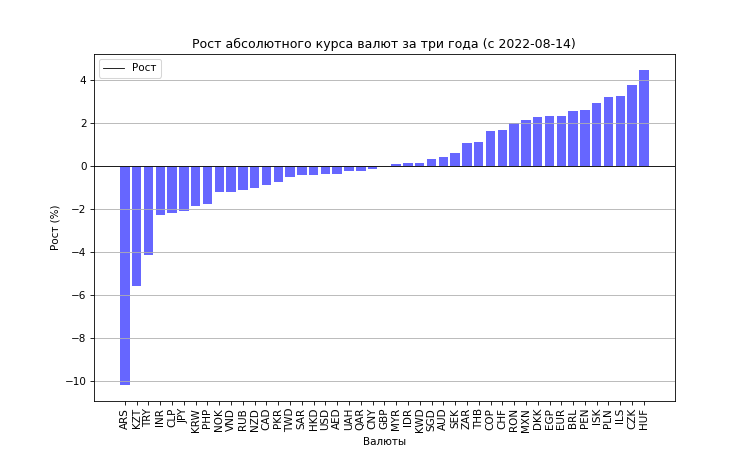 Рост абсолютного курса валют за три года (с 2022-08-14)
Рост
Рост (%)
4
2
0
−2
−4
−6
−8
−10
ARS KZT TRY INR CLP JPY KRW PHP NOK VND RUB NZD CAD PKR TWD SAR HKD USD AED UAH QAR CNY GBP MYR IDR KWD SGD AUD SEK ZAR THB COP CHF RON MXN DKK EGP EUR BRL PEN ISK PLN ILS CZK HUF
Валюты